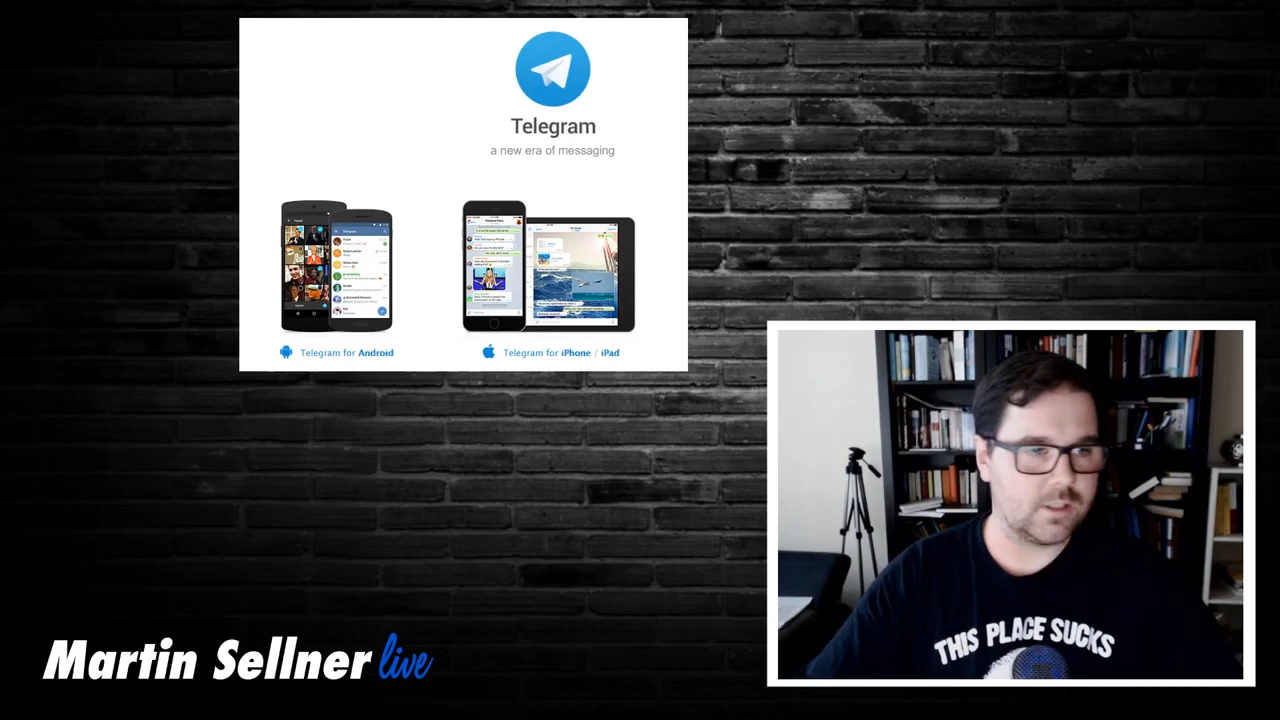 Telegram
a new era of messaging
Telegram for Android
Telegram for iPhone / iPad
THIS PLACE SUCKS
Martin Sellner live